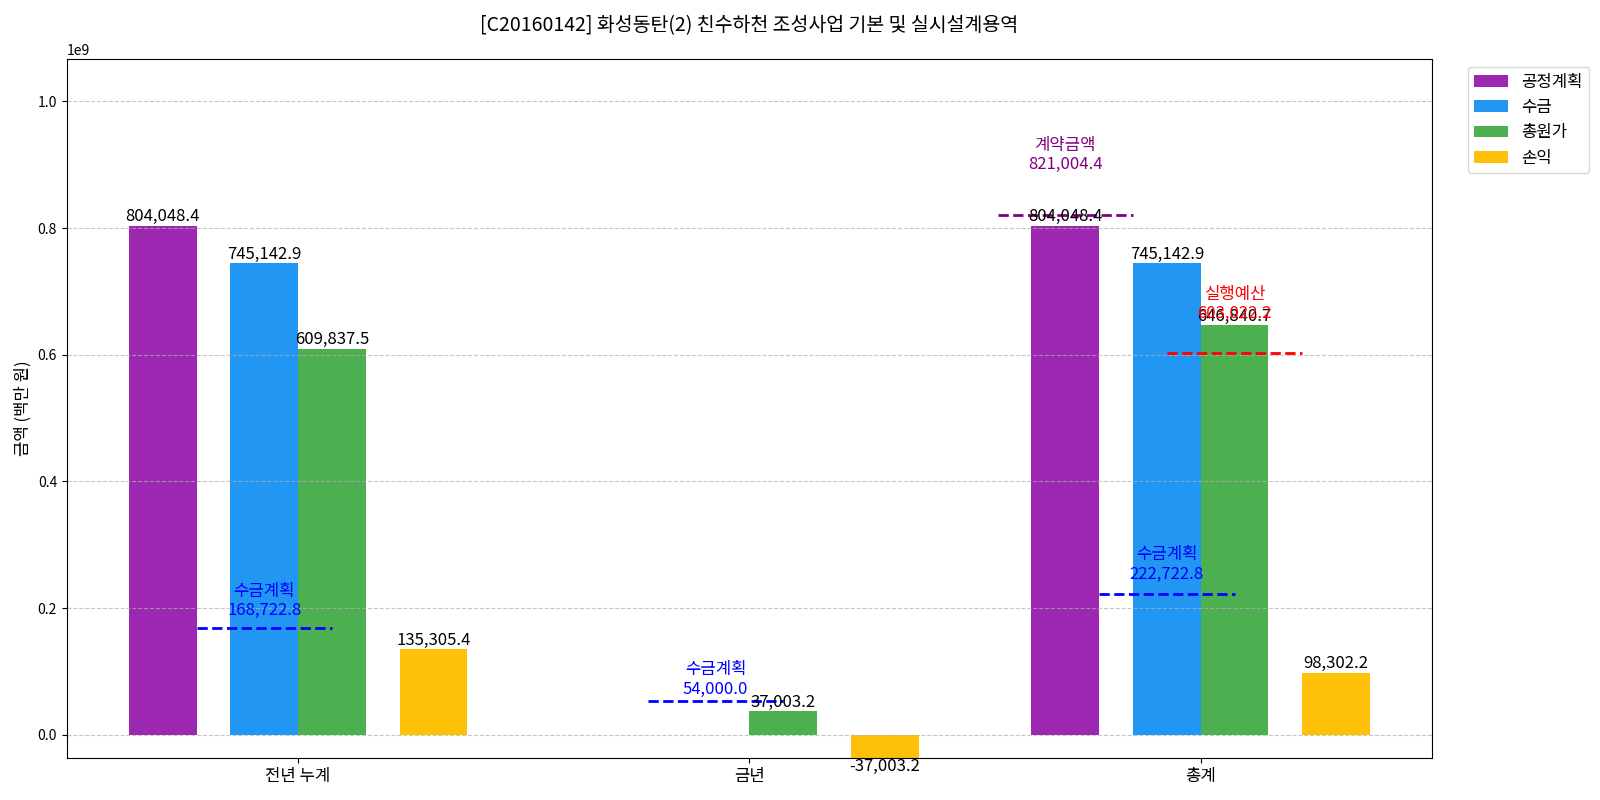 [C20160142] 화성동탄(2) 친수하천 조성사업 기본 및 실시설계용역
1e9
금액 (백만 원)
1.0
0.8
0.6
0.4
0.2
0.0
804,048.4
745,142.9
609,837.5
수금계획
168,722.8
135,305.4
수금계획
54,000.0
37,003.2
-37,003.2
계약금액
821,004.4
804,048.4
745,142.9
실행예산
646,840.7
수금계획
222,722.8
98,302.2
전년 누계
금년
총계
공정계획
수금
총원가
손익